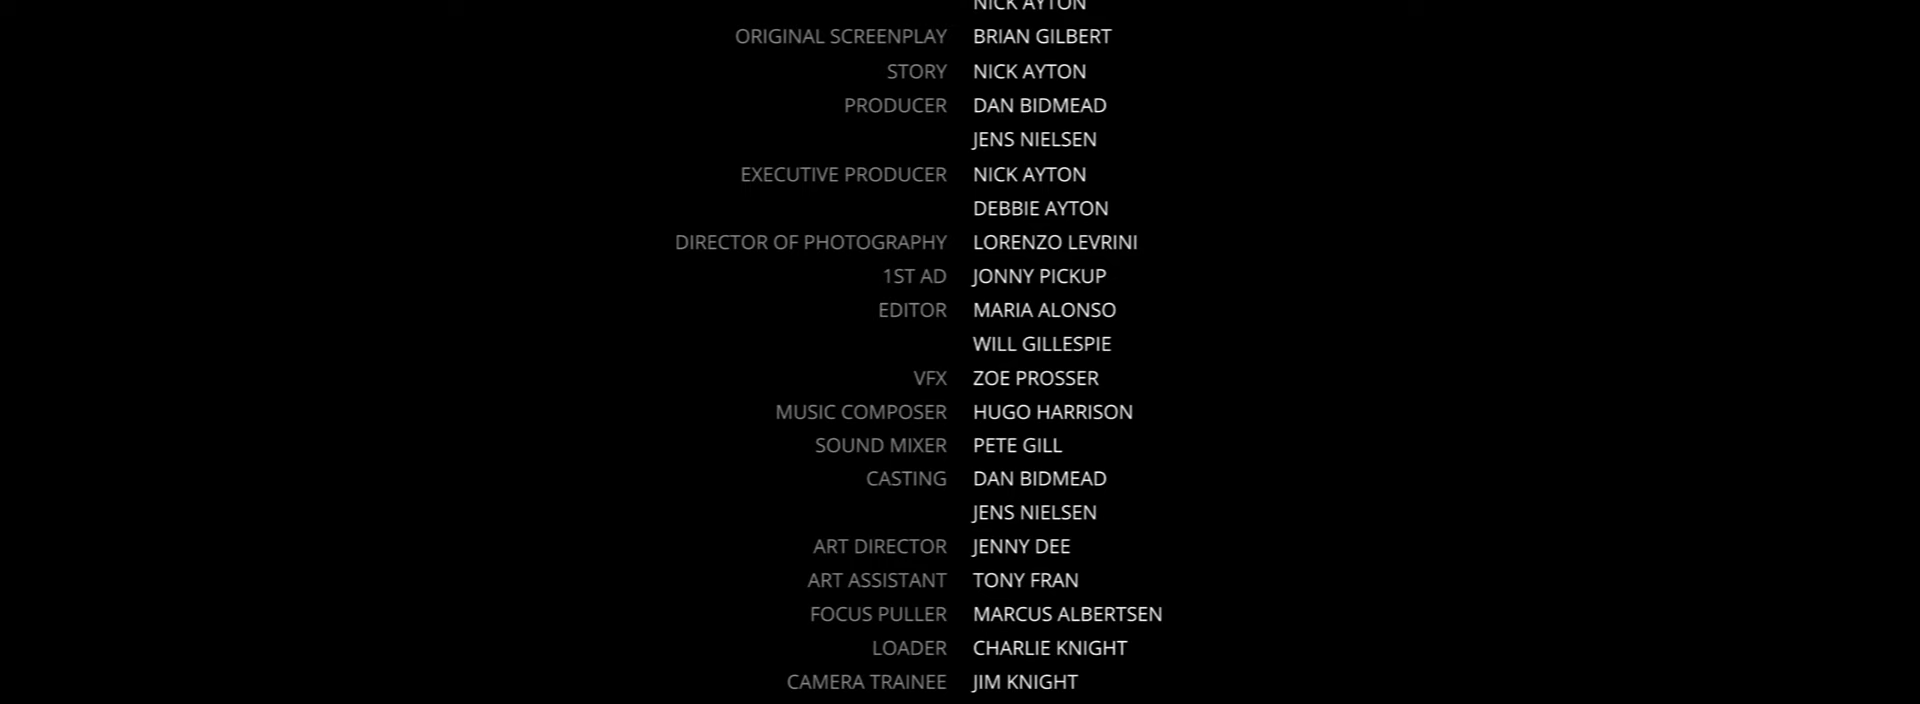 NICK AYTON
ORIGINAL SCREENPLAY BRIAN GILBERT
STORY NICK AYTON
PRODUCER DAN BIDMEAD
JENS NIELSEN
EXECUTIVE PRODUCER NICK AYTON
DEBBIE AYTON
DIRECTOR OF PHOTOGRAPHY LORENZO LEVRINI
1ST AD JONNY PICKUP
EDITOR MARIA ALONSO
WILL GILLESPIE
VFX ZOE PROSSER
MUSIC COMPOSER HUGO HARRISON
SOUND MIXER PETE GILL
CASTING DAN BIDMEAD
JENS NIELSEN
ART DIRECTOR JENNY DEE
ART ASSISTANT TONY FRAN
FOCUS PULLER MARCUS ALBERTSEN
LOADER CHARLIE KNIGHT
CAMERA TRAINEE JIM KNIGHT